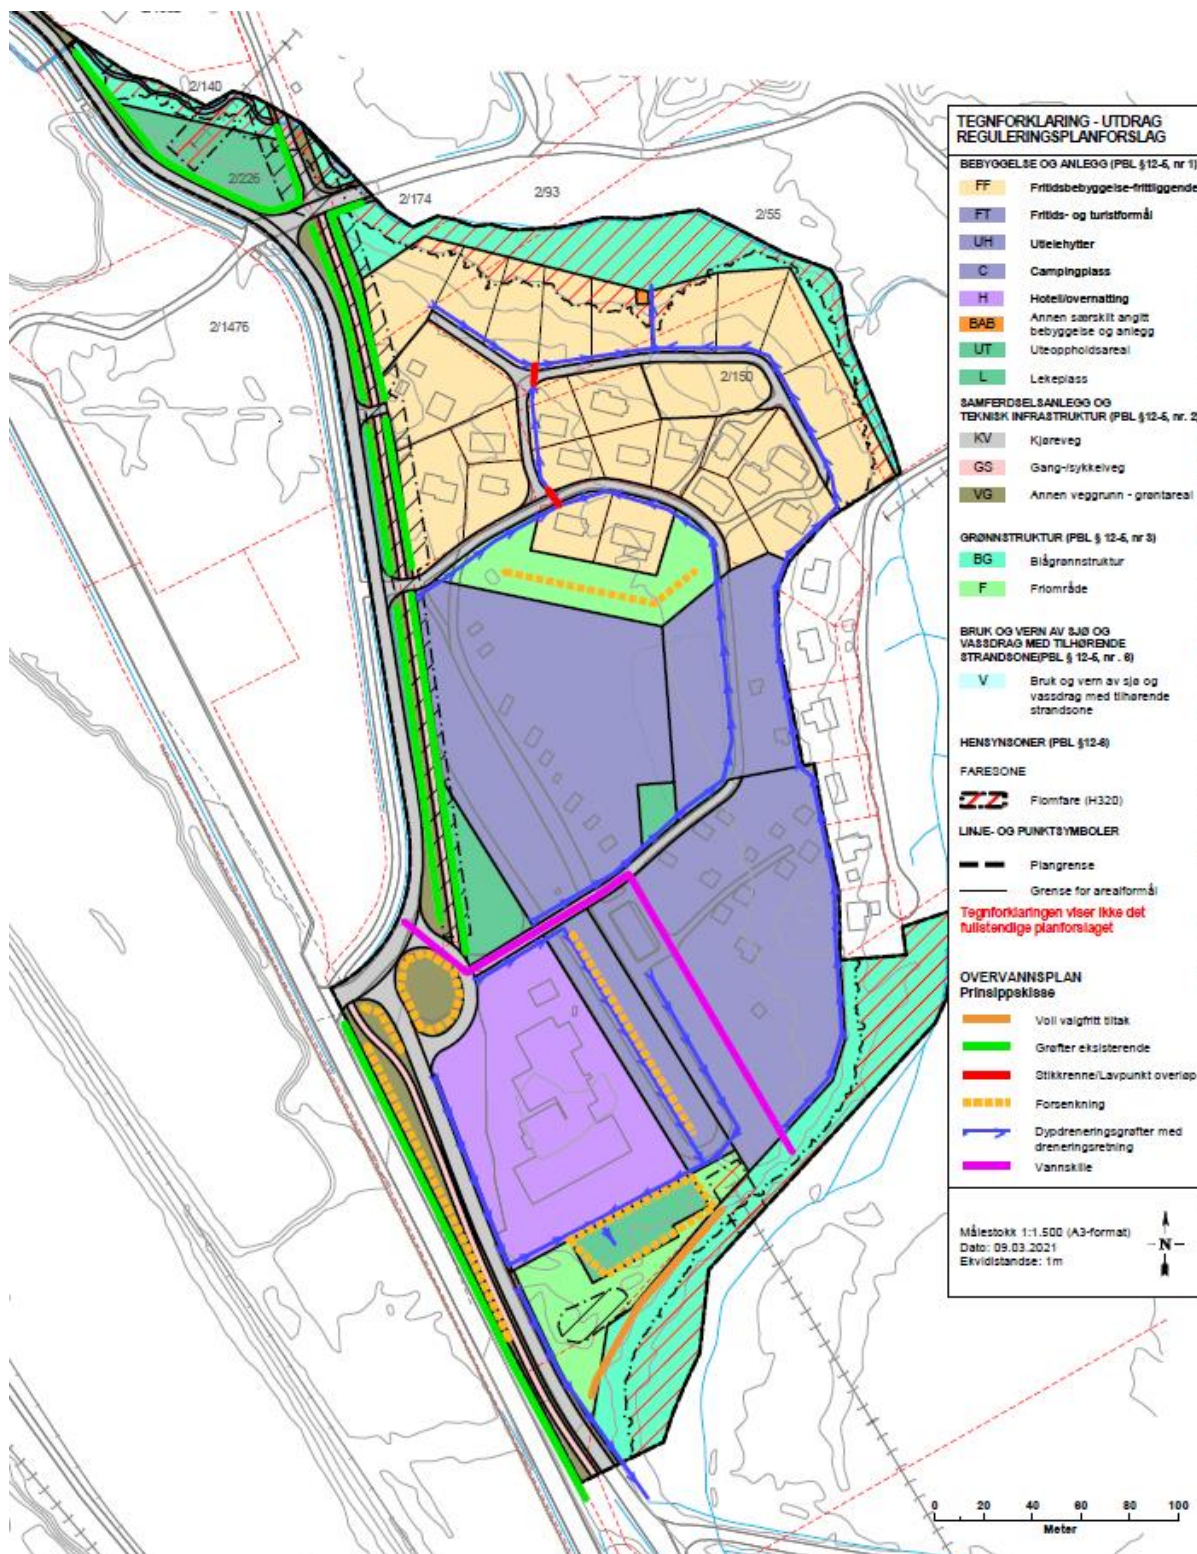 2/140
2/226
2/174
2/93
2/55
2/1476
2/150
TEGNFORKLARING - UTDRAG
REGULERINGSPLANFORSLAG
BEBYGGELSE OG ANLEGG (PBL §12-5, nr 1)
FF Fritidsbebyggelse-frittliggende
FT Fritids- og turistformål
UH Utleiehytter
C Campingplass
H Hotell/overnatting
BAB Annen særskilt angitt
bebyggelse og anlegg
UT Uteoppholdsareal
L Lekeplass
SAMFERDSELSANLEGG OG
TEKNISK INFRASTRUKTUR (PBL §12-5, nr. 2
KV Kjøreveg
GS Gang-/sykkelveg
VG Annen veggrunn - grøntareal
GRØNNSTRUKTUR (PBL § 12-5, nr 3)
BG Blågrønnstruktur
F Friområde
BRUK OG VERN AV SJØ OG
VASSDRAG MED TILHØRENDE
STRANDSONE(PBL § 12-5, nr . 6)
V Bruk og vern av sjø og
vassdrag med tilhørende
strandsone
HENSYNSONER (PBL §12-6)
FARESONE
Flomfare (H320)
LINJE- OG PUNKTSYMBOLER
Plangrense
Grense for arealformål
Tegnforklaringen viser ikke det
fullstendige planforslaget
OVERVANNSPLAN
Prinsippskisse
Voll valgfritt tiltak
Grøfter eksisterende
Stikkrenne/Lavpunkt overløp
Forsenkning
Dypdreneringsgrøfter med
dreneringsretning
Vannskille
Målestokk 1:1.500 (A3-format)
Dato: 09.03.2021
Ekvidistandse: 1m
N
0 20 40 60 80 100
Meter